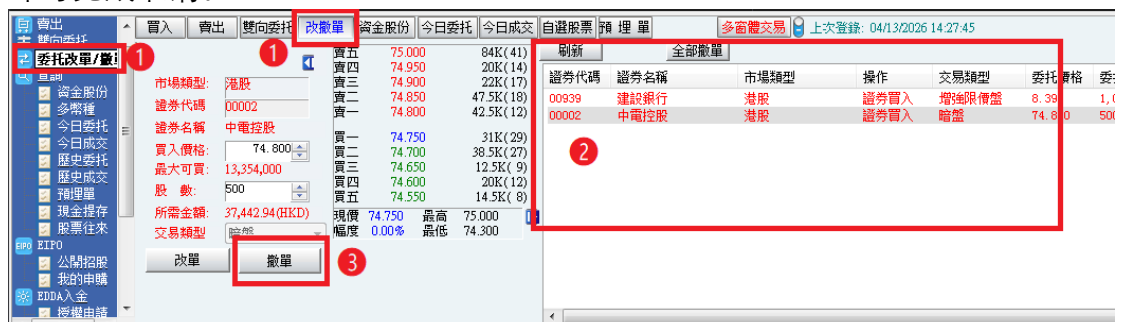 賣出
雙向委托
委托改單/撤
查詢
資金股份
多幣種
今日委托
今日成交
歷史委托
歷史成交
預埋單
現金提存
股票往來
EIPO
EIPO
公開招股
我的申購
EDDA入金
授權申請
買入 賣出 雙向委托 改撤單 資金股份 今日委托 今日成交 自選股票 預 埋 單 多窗體交易 上次登錄: 04/13/2026 14:27:45
1
1
市場類型: 港股
證券代碼 00002
證券名稱 中電控股
買入價格: 74.800
最大可買: 13,354,000
股 數: 500
所需金額: 37,442.94(HKD)
交易類型 暗盤
改單 撤單
3
賣五 75.000 84K(41)
賣四 74.950 20K(14)
賣三 74.900 22K(17)
賣二 74.850 47.5K(18)
賣一 74.800 42.5K(12)
買一 74.750 31K(29)
買二 74.700 38.5K(27)
買三 74.650 12.5K( 9)
買四 74.600 20K(12)
買五 74.550 14.5K( 8)
現價 74.750 最高 75.000
幅度 0.00% 最低 74.300
刷新 全部撤單
證券代碼 證券名稱 市場類型 操作 交易類型 委托價格 委
00939 建設銀行 港股 證券買入 增強限價盤 8.39 1,0
00002 中電控股 港股 證券買入 暗盤 74.800 500
2